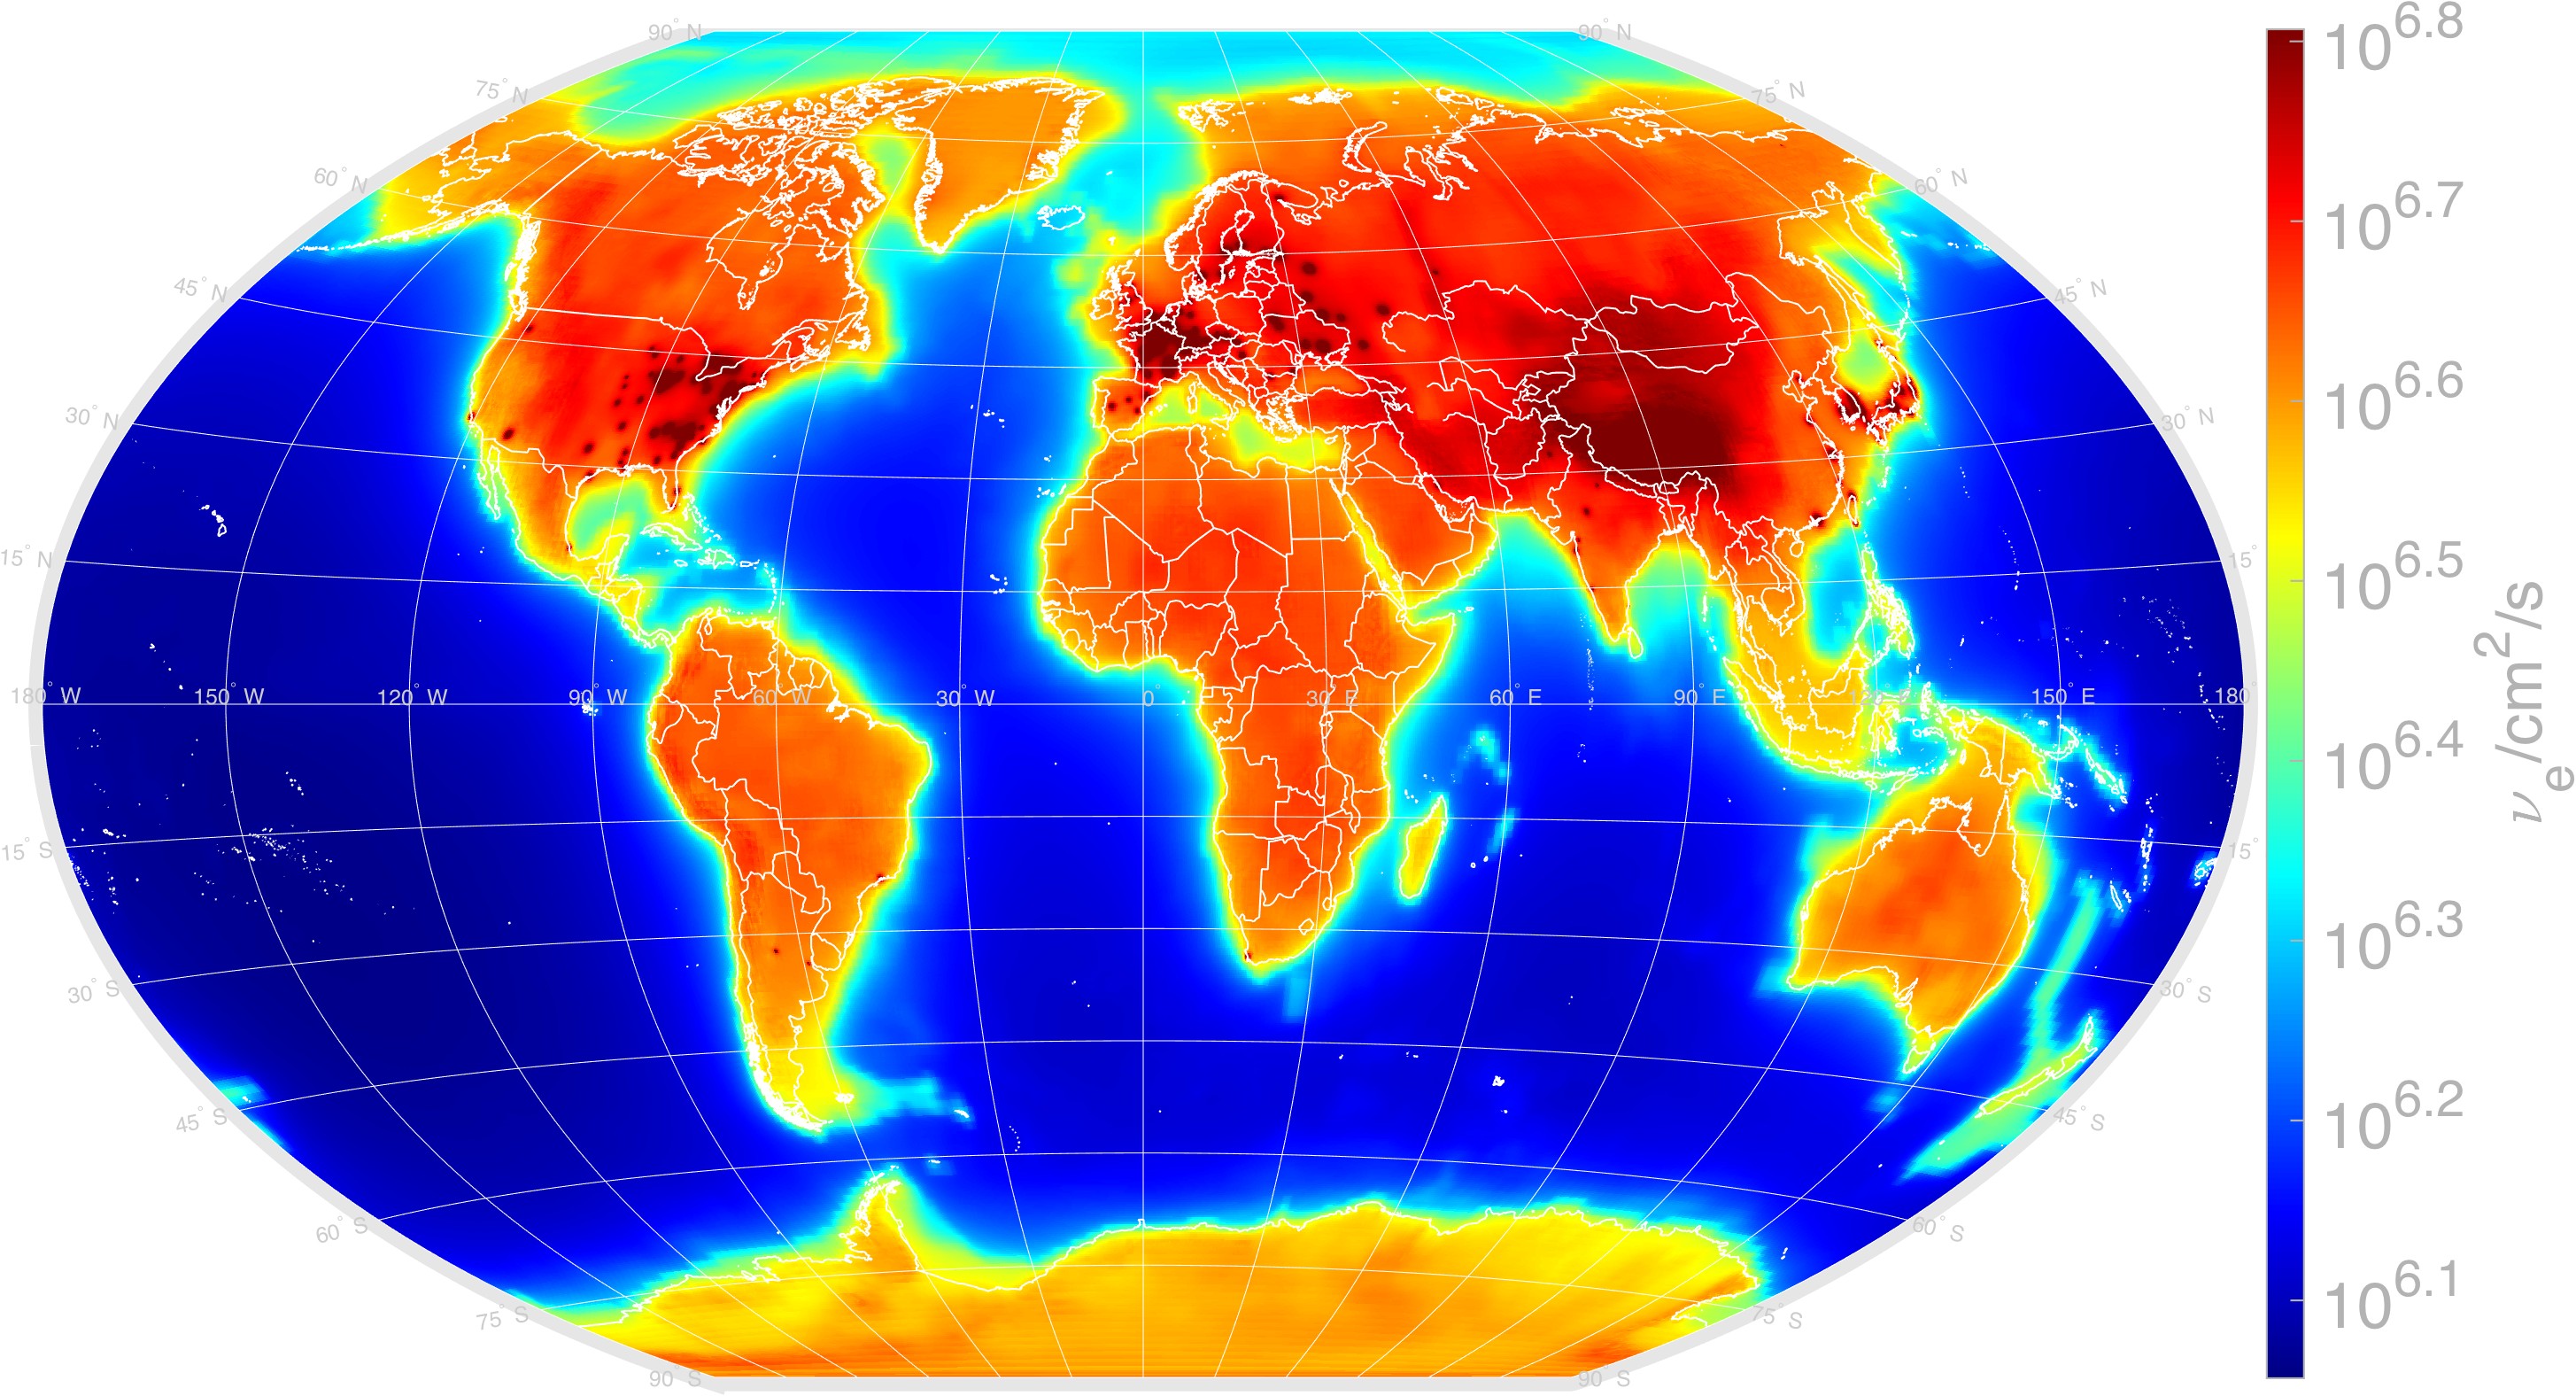 90° N
90° N
75° N
75° N
60° N
60° N
45° N
45° N
30° N
30° N
15° N
15°
180° W
150° W
120° W
90° W
60° W
30° W
0°
30° E
60° E
90° E
120° E
150° E
180°
15° S
15°
30° S
30° S
45° S
45° S
60° S
60° S
75° S
75° S
90° S
90° S
10^6.8
10^6.7
10^6.6
10^6.5
10^6.4
10^6.3
10^6.2
10^6.1
ν_e/cm²/s